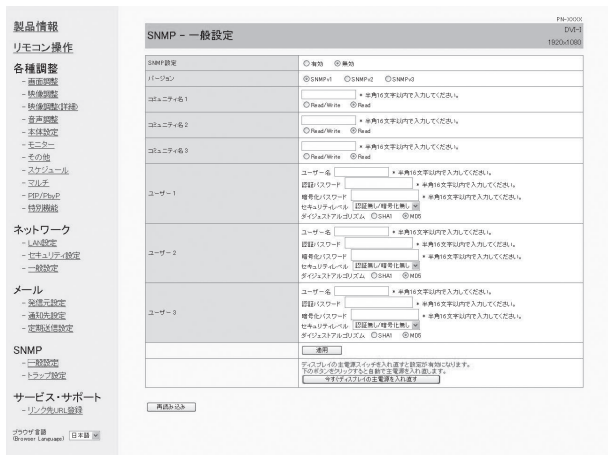 製品情報
リモコン操作
各種調整
- 画面調整
- 映像調整
- 映像調整(詳細)
- 音声調整
- 本体設定
- モニター
- その他
- スケジュール
- マルチ
- PIP/PbyP
- 特別機能
ネットワーク
- LAN設定
- セキュリティ設定
- 一般設定
メール
- 発信元設定
- 通知先設定
- 定期送信設定
SNMP
- 一般設定
- トラップ設定
サービス・サポート
- リンク先URL登録
ブラウザ言語
(Browser Language) 日本語
PN-XXXX
DVI-I
1920x1080
SNMP - 一般設定
SNMP設定 有効 無効
バージョン SNMPv1 SNMPv2 SNMPv3
コミュニティ名1 * 半角16文字以内で入力してください。
Read/Write Read
コミュニティ名2 * 半角16文字以内で入力してください。
Read/Write Read
コミュニティ名3 * 半角16文字以内で入力してください。
Read/Write Read
ユーザー1
ユーザー名 * 半角16文字以内で入力してください。
認証パスワード * 半角16文字以内で入力してください。
暗号化パスワード * 半角16文字以内で入力してください。
セキュリティレベル 認証無し/暗号化無し
ダイジェストアルゴリズム SHA1 MD5
ユーザー2
ユーザー名 * 半角16文字以内で入力してください。
認証パスワード * 半角16文字以内で入力してください。
暗号化パスワード * 半角16文字以内で入力してください。
セキュリティレベル 認証無し/暗号化無し
ダイジェストアルゴリズム SHA1 MD5
ユーザー3
ユーザー名 * 半角16文字以内で入力してください。
認証パスワード * 半角16文字以内で入力してください。
暗号化パスワード * 半角16文字以内で入力してください。
セキュリティレベル 認証無し/暗号化無し
ダイジェストアルゴリズム SHA1 MD5
適用
ディスプレイの主電源スイッチを入れ直すと設定が有効になります。
下のボタンをクリックすると自動で主電源を入れ直します。
今すぐディスプレイの主電源を入れ直す
再読み込み